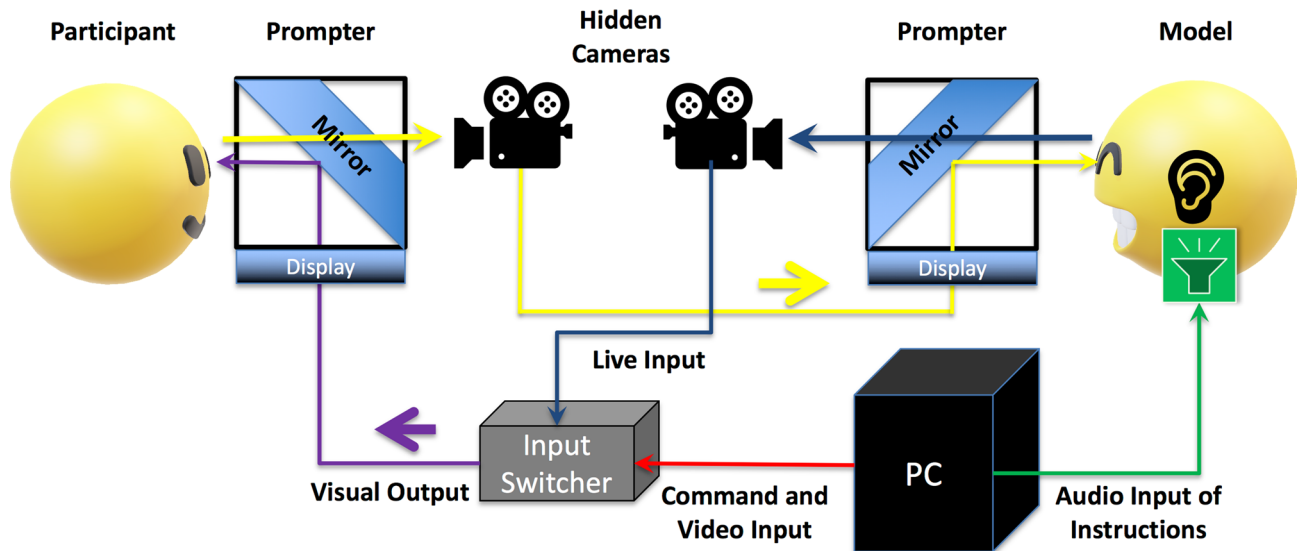 Participant
Prompter
Hidden
Cameras
Prompter
Model
Mirror
Mirror
Display
Display
Live Input
Input
Switcher
PC
Visual Output
Command and
Video Input
Audio Input of
Instructions